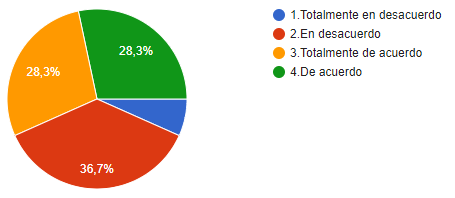 28,3%
28,3%
36,7%
1.Totalmente en desacuerdo
2.En desacuerdo
3.Totalmente de acuerdo
4.De acuerdo